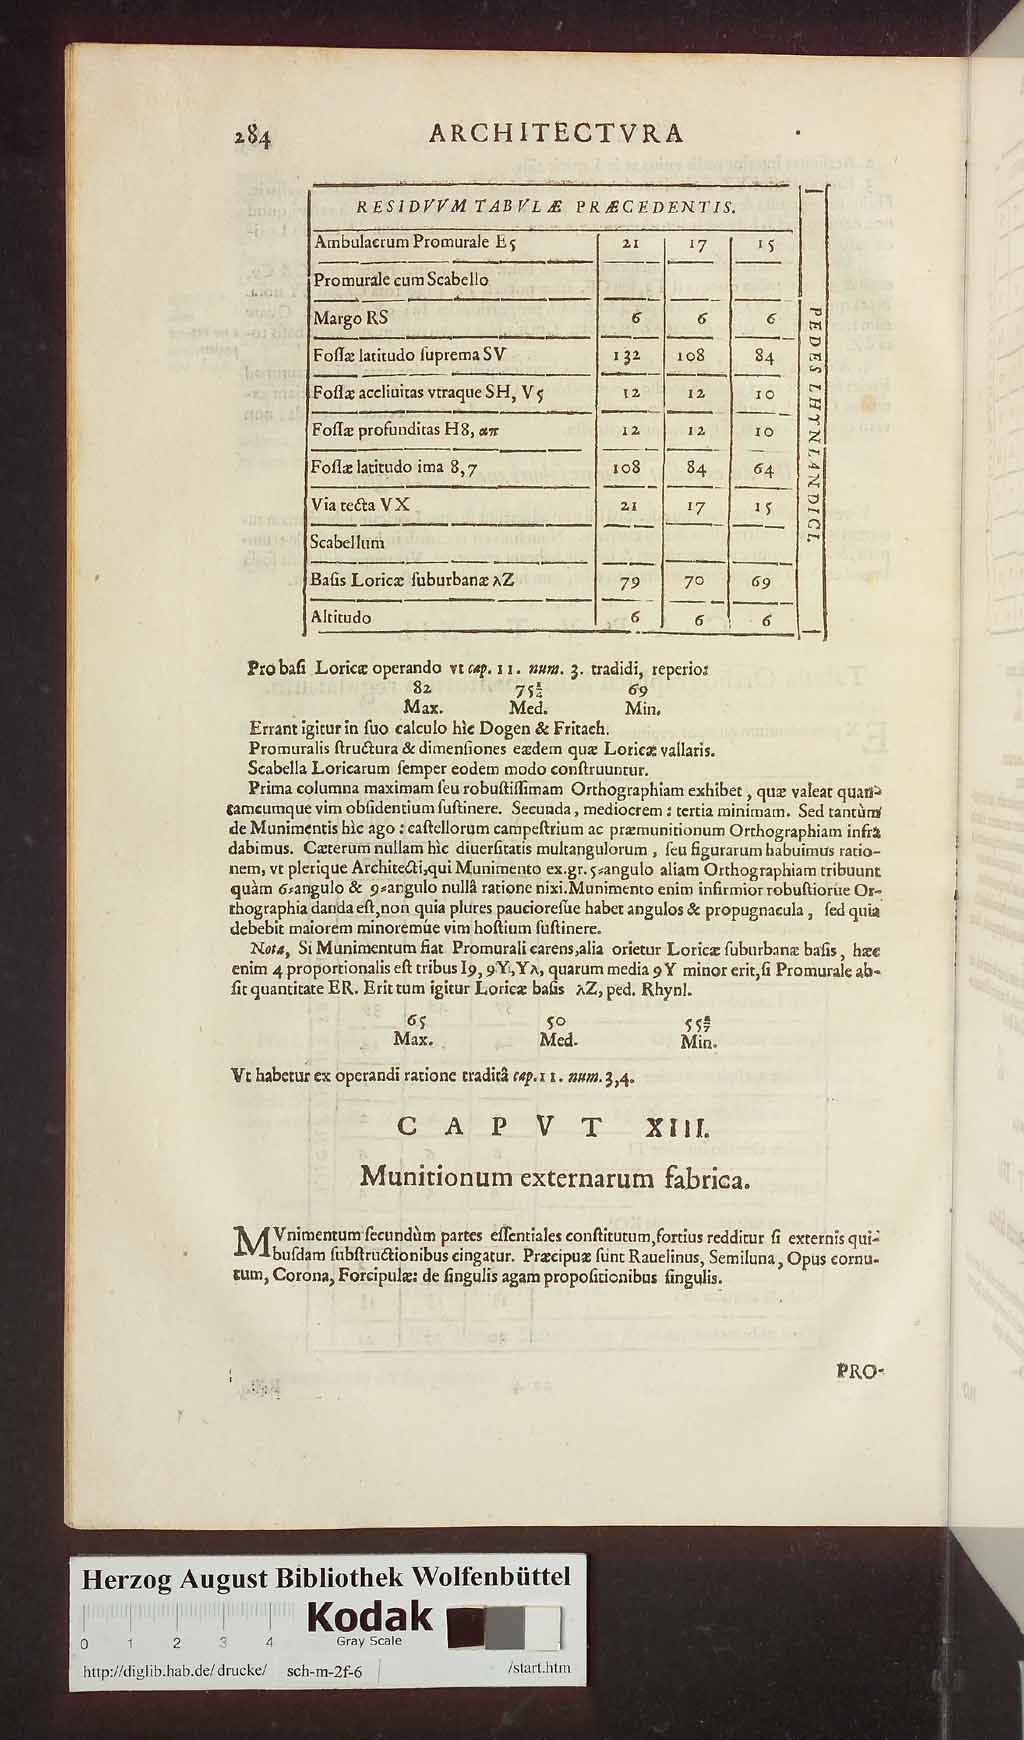 284 ARCHITECTVRA
RESIDVVM TABVLÆ PRÆCEDENTIS.
Ambulacrum Promurale E5 21 17 15
Promurale cum Scabello
Margo RS 6 6 6
Foſſæ latitudo ſuprema SV 132 108 84
Foſſæ accliuitas vtraque SH, V5 12 12 10
Foſſæ profunditas H8, απ 12 12 10
Foſſæ latitudo ima 8,7 108 84 64
Via tecta VX 21 17 15
Scabellum
Baſis Loricæ ſuburbanæ λZ 79 70 69
Altitudo 6 6 6
PEDES RHYNLANDICI.
Pro baſi Loricæ operando vt cap. 11. num. 3. tradidi, reperio:
82 75¼ 69
Max. Med. Min.
Errant igitur in ſuo calculo hìc Dogen & Fritach.
Promuralis ſtructura & dimenſiones eædem quæ Loricæ vallaris.
Scabella Loricarum ſemper eodem modo conſtruuntur.
Prima columna maximam ſeu robuſtiſſimam Orthographiam exhibet, quæ valeat quan-
tamcumque vim obſidentium ſuſtinere. Secunda, mediocrem: tertia minimam. Sed tantùm
de Munimentis hìc ago: caſtellorum campeſtrium ac præmunitionum Orthographiam infrà
dabimus. Cæterum nullam hìc diuerſitatis multangulorum, ſeu figurarum habuimus ratio-
nem, vt plerique Architecti, qui Munimento ex.gr. 5-angulo aliam Orthographiam tribuunt
quàm 6-angulo & 9-angulo nullâ ratione nixi. Munimento enim infirmior robuſtiorúe Or-
thographia danda eſt, non quia plures paucioreſúe habet angulos & propugnacula, ſed quia
debebit maiorem minoremúe vim hoſtium ſuſtinere.
Nota, Si Munimentum fiat Promurali carens, alia orietur Loricæ ſuburbanæ baſis, hæc
enim 4 proportionalis eſt tribus I9, 9Y, Yλ, quarum media 9Y minor erit, ſi Promurale ab-
ſit quantitate ER. Erit tum igitur Loricæ baſis λZ, ped. Rhynl.
65 50 55
Max. Med. Min.
Vt habetur ex operandi ratione traditâ cap. 11. num. 3,4.
CAPVT XIII.
Munitionum externarum fabrica.
MVnimentum ſecundùm partes eſſentiales conſtitutum, fortius redditur ſi externis qui-
buſdam ſubſtructionibus cingatur. Præcipuæ ſunt Rauelinus, Semiluna, Opus cornu-
tum, Corona, Forcipulæ: de ſingulis agam propoſitionibus ſingulis.
PRO-
Herzog August Bibliothek Wolfenbüttel
Kodak
Gray Scale
0 1 2 3 4
http://diglib.hab.de/drucke/ sch-m-2f-6 /start.htm